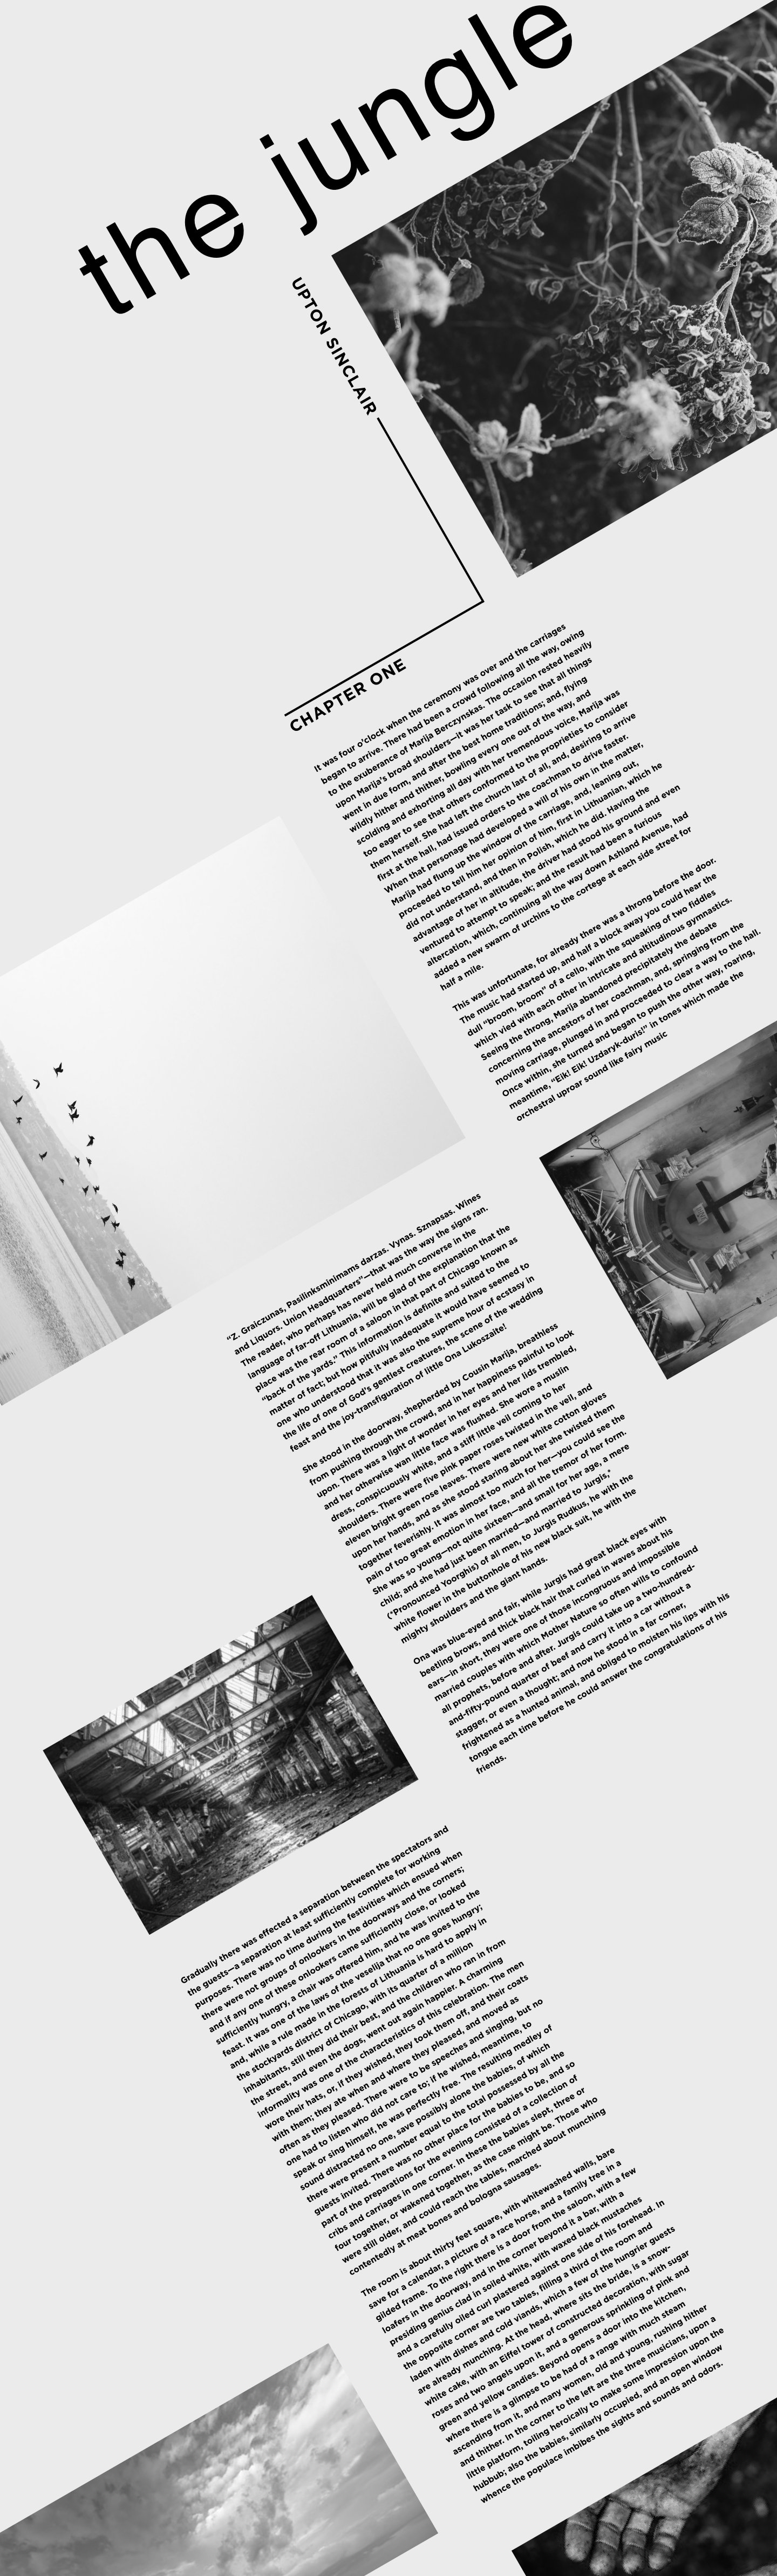 the jungle
UPTON SINCLAIR
CHAPTER ONE
It was four o'clock when the ceremony was over and the carriages
began to arrive. There had been a crowd following all the way, owing
to the exuberance of Marija Berczynskas. The occasion rested heavily
upon Marija's broad shoulders—it was her task to see that all things
went in due form, and after the best home traditions; and, flying
wildly hither and thither, bowling every one out of the way, and
scolding and exhorting all day with her tremendous voice, Marija was
too eager to see that others conformed to the proprieties to consider
them herself. She had left the church last of all, and, desiring to arrive
first at the hall, had issued orders to the coachman to drive faster.
When that personage had developed a will of his own in the matter,
Marija had flung up the window of the carriage, and, leaning out,
proceeded to tell him her opinion of him, first in Lithuanian, which he
did not understand, and then in Polish, which he did. Having the
advantage of her in altitude, the driver had stood his ground and even
ventured to attempt to speak; and the result had been a furious
altercation, which, continuing all the way down Ashland Avenue, had
added a new swarm of urchins to the cortege at each side street for
half a mile.
This was unfortunate, for already there was a throng before the door.
The music had started up, and half a block away you could hear the
dull "broom, broom" of a cello, with the squeaking of two fiddles
which vied with each other in intricate and altitudinous gymnastics.
Seeing the throng, Marija abandoned precipitately the debate
concerning the ancestors of her coachman, and, springing from the
moving carriage, plunged in and proceeded to clear a way to the hall.
Once within, she turned and began to push the other way, roaring,
meantime, "Eik! Eik! Uzdaryk-duris!" in tones which made the
orchestral uproar sound like fairy music
"Z. Graiczunas, Pasilinksminimams darzas. Vynas. Sznapsas. Wines
and Liquors. Union Headquarters"—that was the way the signs ran.
The reader, who perhaps has never held much converse in the
language of far-off Lithuania, will be glad of the explanation that the
place was the rear room of a saloon in that part of Chicago known as
"back of the yards." This information is definite and suited to the
matter of fact; but how pitifully inadequate it would have seemed to
one who understood that it was also the supreme hour of ecstasy in
the life of one of God's gentlest creatures, the scene of the wedding
feast and the joy-transfiguration of little Ona Lukoszaite!
She stood in the doorway, shepherded by Cousin Marija, breathless
from pushing through the crowd, and in her happiness painful to look
upon. There was a light of wonder in her eyes and her lids trembled,
and her otherwise wan little face was flushed. She wore a muslin
dress, conspicuously white, and a stiff little veil coming to her
shoulders. There were five pink paper roses twisted in the veil, and
eleven bright green rose leaves. There were new white cotton gloves
upon her hands, and as she stood staring about her she twisted them
together feverishly. It was almost too much for her—you could see the
pain of too great emotion in her face, and all the tremor of her form.
She was so young—not quite sixteen—and small for her age, a mere
child; and she had just been married—and married to Jurgis,*
(*Pronounced Yoorghis) of all men, to Jurgis Rudkus, he with the
white flower in the buttonhole of his new black suit, he with the
mighty shoulders and the giant hands.
Ona was blue-eyed and fair, while Jurgis had great black eyes with
beetling brows, and thick black hair that curled in waves about his
ears—in short, they were one of those incongruous and impossible
married couples with which Mother Nature so often wills to confound
all prophets, before and after. Jurgis could take up a two-hundred-
and-fifty-pound quarter of beef and carry it into a car without a
stagger, or even a thought; and now he stood in a far corner,
frightened as a hunted animal, and obliged to moisten his lips with his
tongue each time before he could answer the congratulations of his
friends.
Gradually there was effected a separation between the spectators and
the guests—a separation at least sufficiently complete for working
purposes. There was no time during the festivities which ensued when
there were not groups of onlookers in the doorways and the corners;
and if any one of these onlookers came sufficiently close, or looked
sufficiently hungry, a chair was offered him, and he was invited to the
feast. It was one of the laws of the veselija that no one goes hungry;
and, while a rule made in the forests of Lithuania is hard to apply in
the stockyards district of Chicago, with its quarter of a million
inhabitants, still they did their best, and the children who ran in from
the street, and even the dogs, went out again happier. A charming
informality was one of the characteristics of this celebration. The men
wore their hats, or, if they wished, they took them off, and their coats
with them; they ate when and where they pleased, and moved as
often as they pleased. There were to be speeches and singing, but no
one had to listen who did not care to; if he wished, meantime, to
speak or sing himself, he was perfectly free. The resulting medley of
sound distracted no one, save possibly alone the babies, of which
there were present a number equal to the total possessed by all the
guests invited. There was no other place for the babies to be, and so
part of the preparations for the evening consisted of a collection of
cribs and carriages in one corner. In these the babies slept, three or
four together, or wakened together, as the case might be. Those who
were still older, and could reach the tables, marched about munching
contentedly at meat bones and bologna sausages.
The room is about thirty feet square, with whitewashed walls, bare
save for a calendar, a picture of a race horse, and a family tree in a
gilded frame. To the right there is a door from the saloon, with a few
loafers in the doorway, and in the corner beyond it a bar, with a
presiding genius clad in soiled white, with waxed black mustaches
and a carefully oiled curl plastered against one side of his forehead. In
the opposite corner are two tables, filling a third of the room and
laden with dishes and cold viands, which a few of the hungrier guests
are already munching. At the head, where sits the bride, is a snow-
white cake, with an Eiffel tower of constructed decoration, with sugar
roses and two angels upon it, and a generous sprinkling of pink and
green and yellow candies. Beyond opens a door into the kitchen,
where there is a glimpse to be had of a range with much steam
ascending from it, and many women, old and young, rushing hither
and thither. In the corner to the left are the three musicians, upon a
little platform, toiling heroically to make some impression upon the
hubbub; also the babies, similarly occupied, and an open window
whence the populace imbibes the sights and sounds and odors.